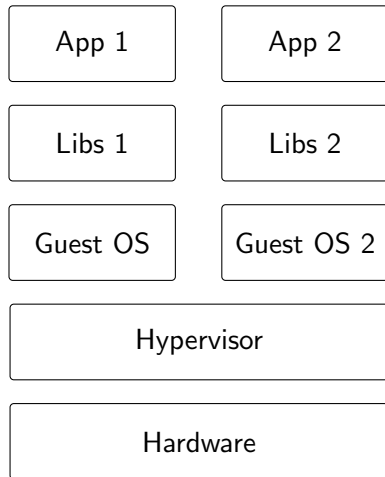 App 1 App 2
Libs 1 Libs 2
Guest OS Guest OS 2
Hypervisor
Hardware